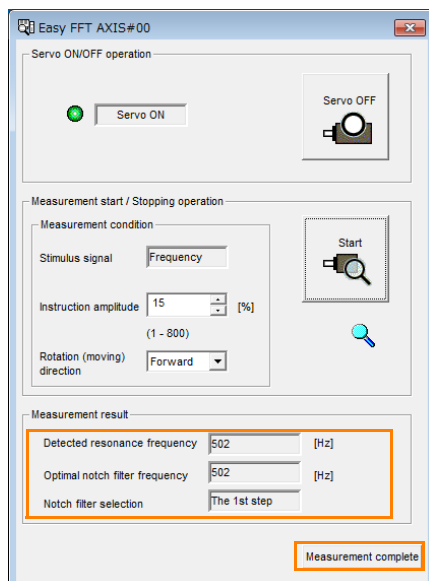 Easy FFT AXIS#00
Servo ON/OFF operation
Servo ON
Servo OFF
Measurement start / Stopping operation
Measurement condition
Stimulus signal Frequency
Start
Instruction amplitude 15 [%]
(1 - 800)
Rotation (moving)
direction Forward
Measurement result
Detected resonance frequency 502 [Hz]
Optimal notch filter frequency 502 [Hz]
Notch filter selection The 1st step
Measurement complete